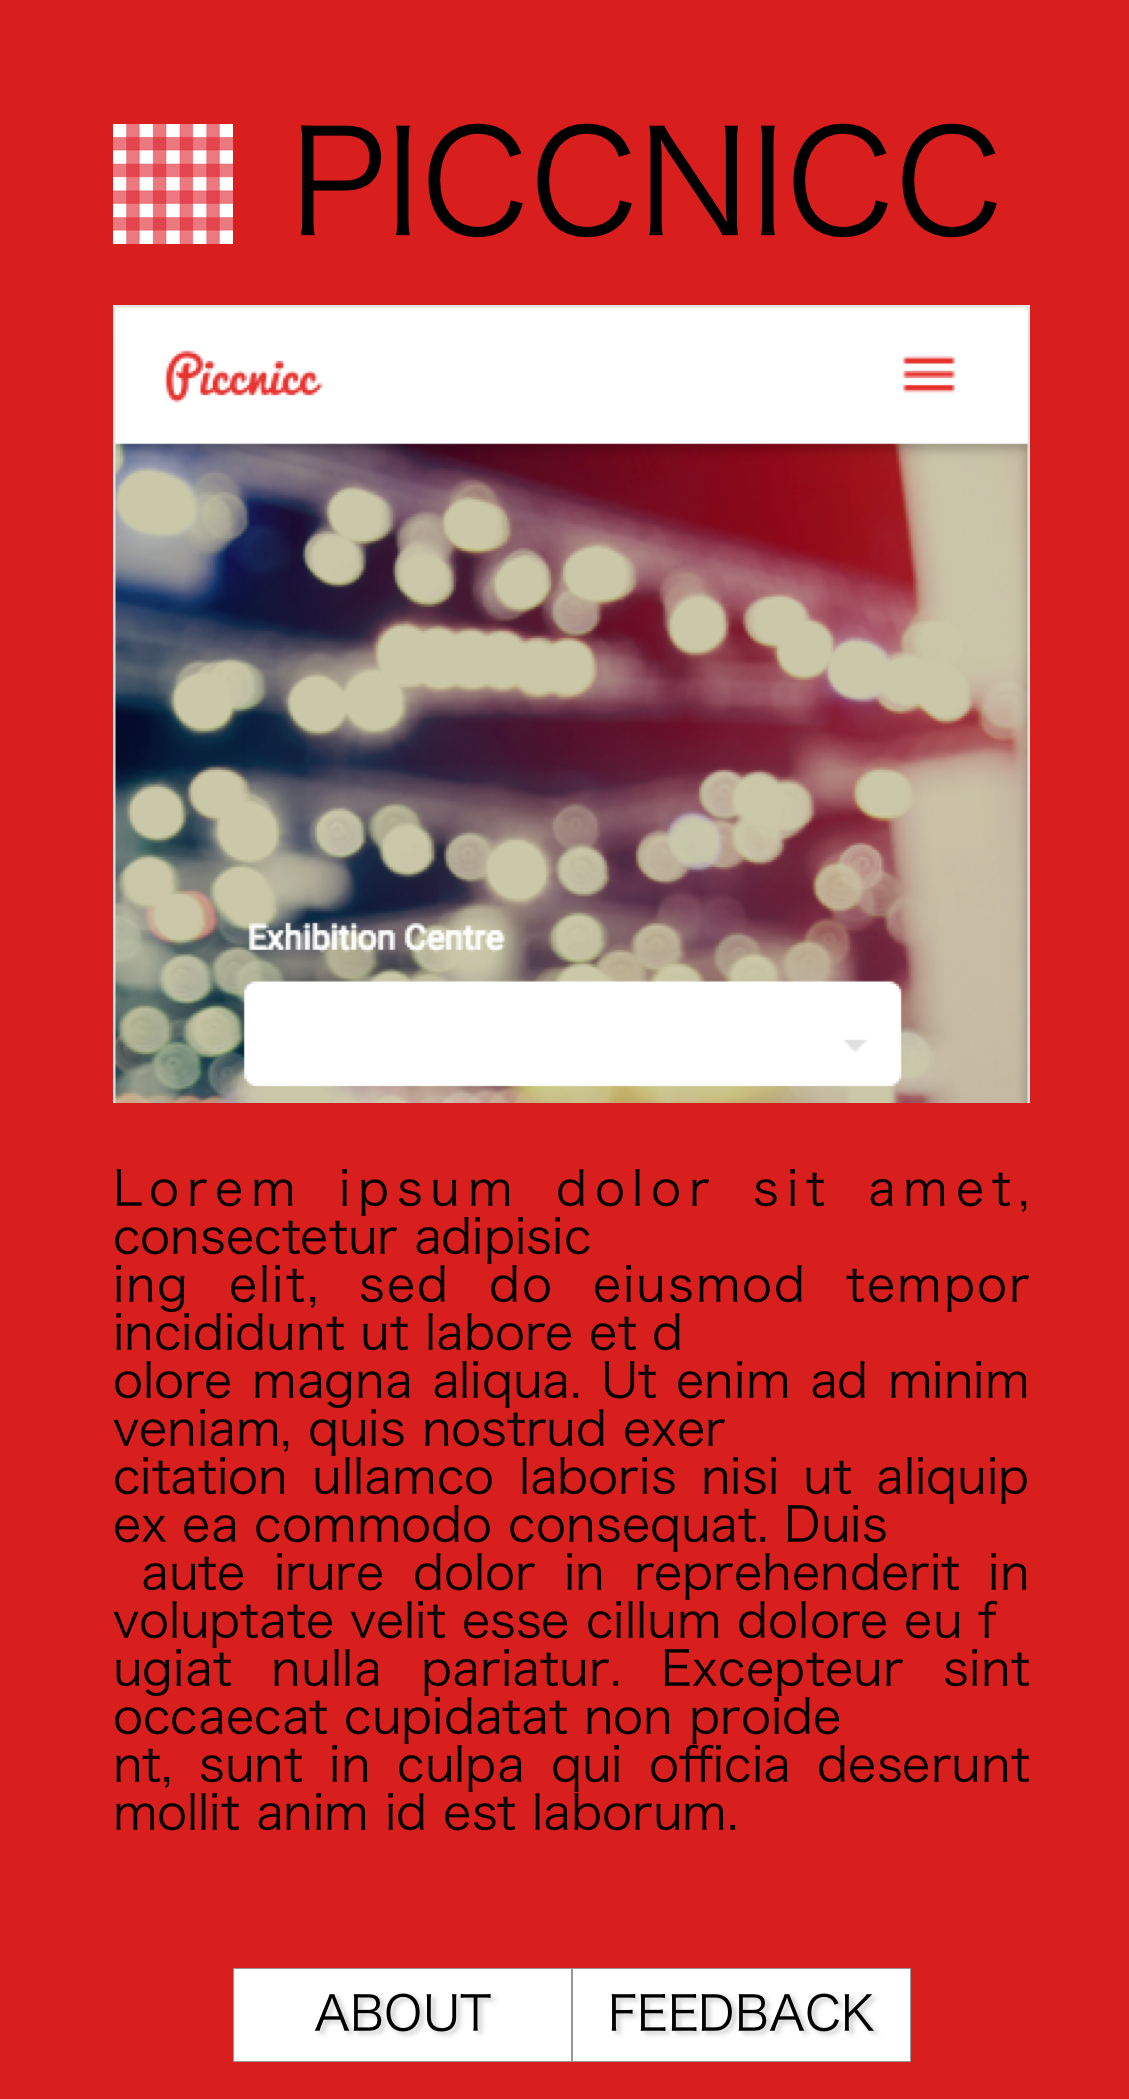 PICCNICC
Piccnicc
Exhibition Centre
Lorem ipsum dolor sit amet,
consectetur adipisic
ing elit, sed do eiusmod tempor
incididunt ut labore et d
olore magna aliqua. Ut enim ad minim
veniam, quis nostrud exer
citation ullamco laboris nisi ut aliquip
ex ea commodo consequat. Duis
aute irure dolor in reprehenderit in
voluptate velit esse cillum dolore eu f
ugiat nulla pariatur. Excepteur sint
occaecat cupidatat non proide
nt, sunt in culpa qui officia deserunt
mollit anim id est laborum.
ABOUT
FEEDBACK